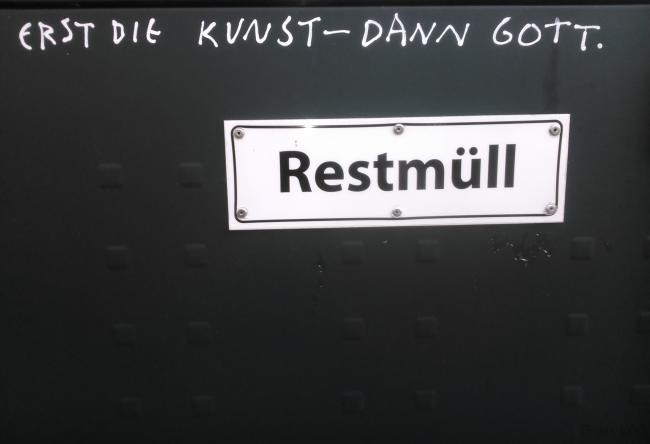 ERST DIE KUNST – DANN GOTT.
Restmüll